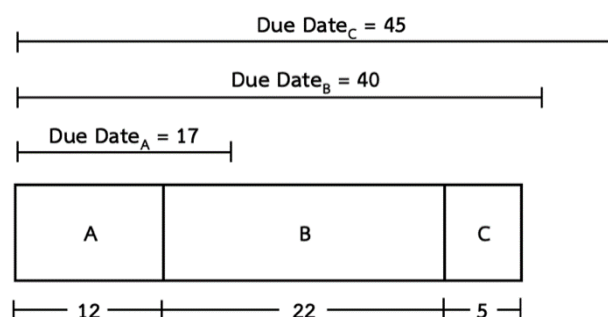 Due Date_C = 45
Due Date_B = 40
Due Date_A = 17
A B C
12 22 5